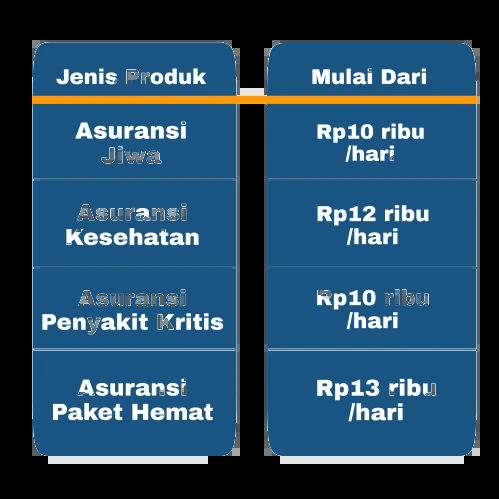 Jenis Produk
Mulai Dari
Asuransi
Jiwa
Rp10 ribu
/hari
Asuransi
Kesehatan
Rp12 ribu
/hari
Asuransi
Penyakit Kritis
Rp10 ribu
/hari
Asuransi
Paket Hemat
Rp13 ribu
/hari